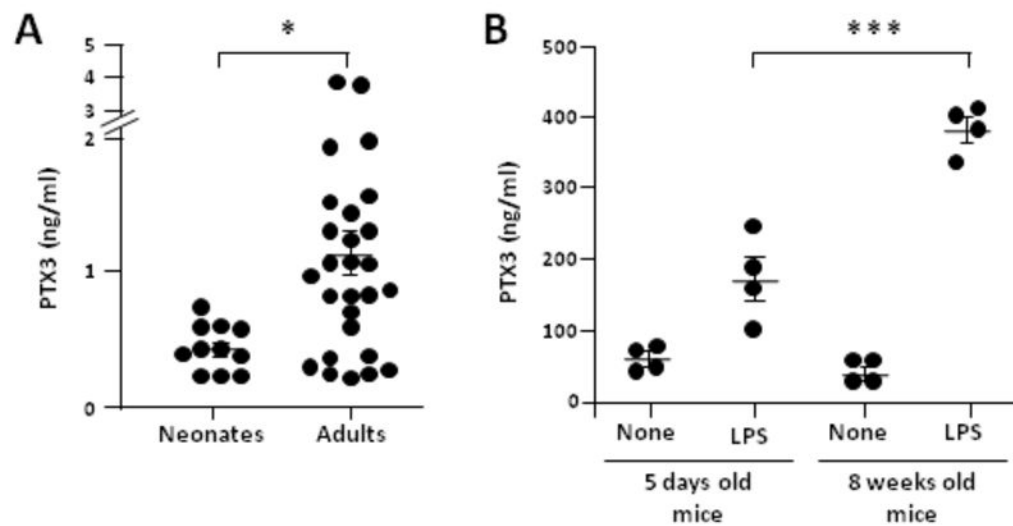 A
*
5
4
3
2
1
0
PTX3 (ng/ml)
Neonates Adults
B
***
500
400
300
200
100
0
PTX3 (ng/ml)
None LPS None LPS
5 days old
mice
8 weeks old
mice